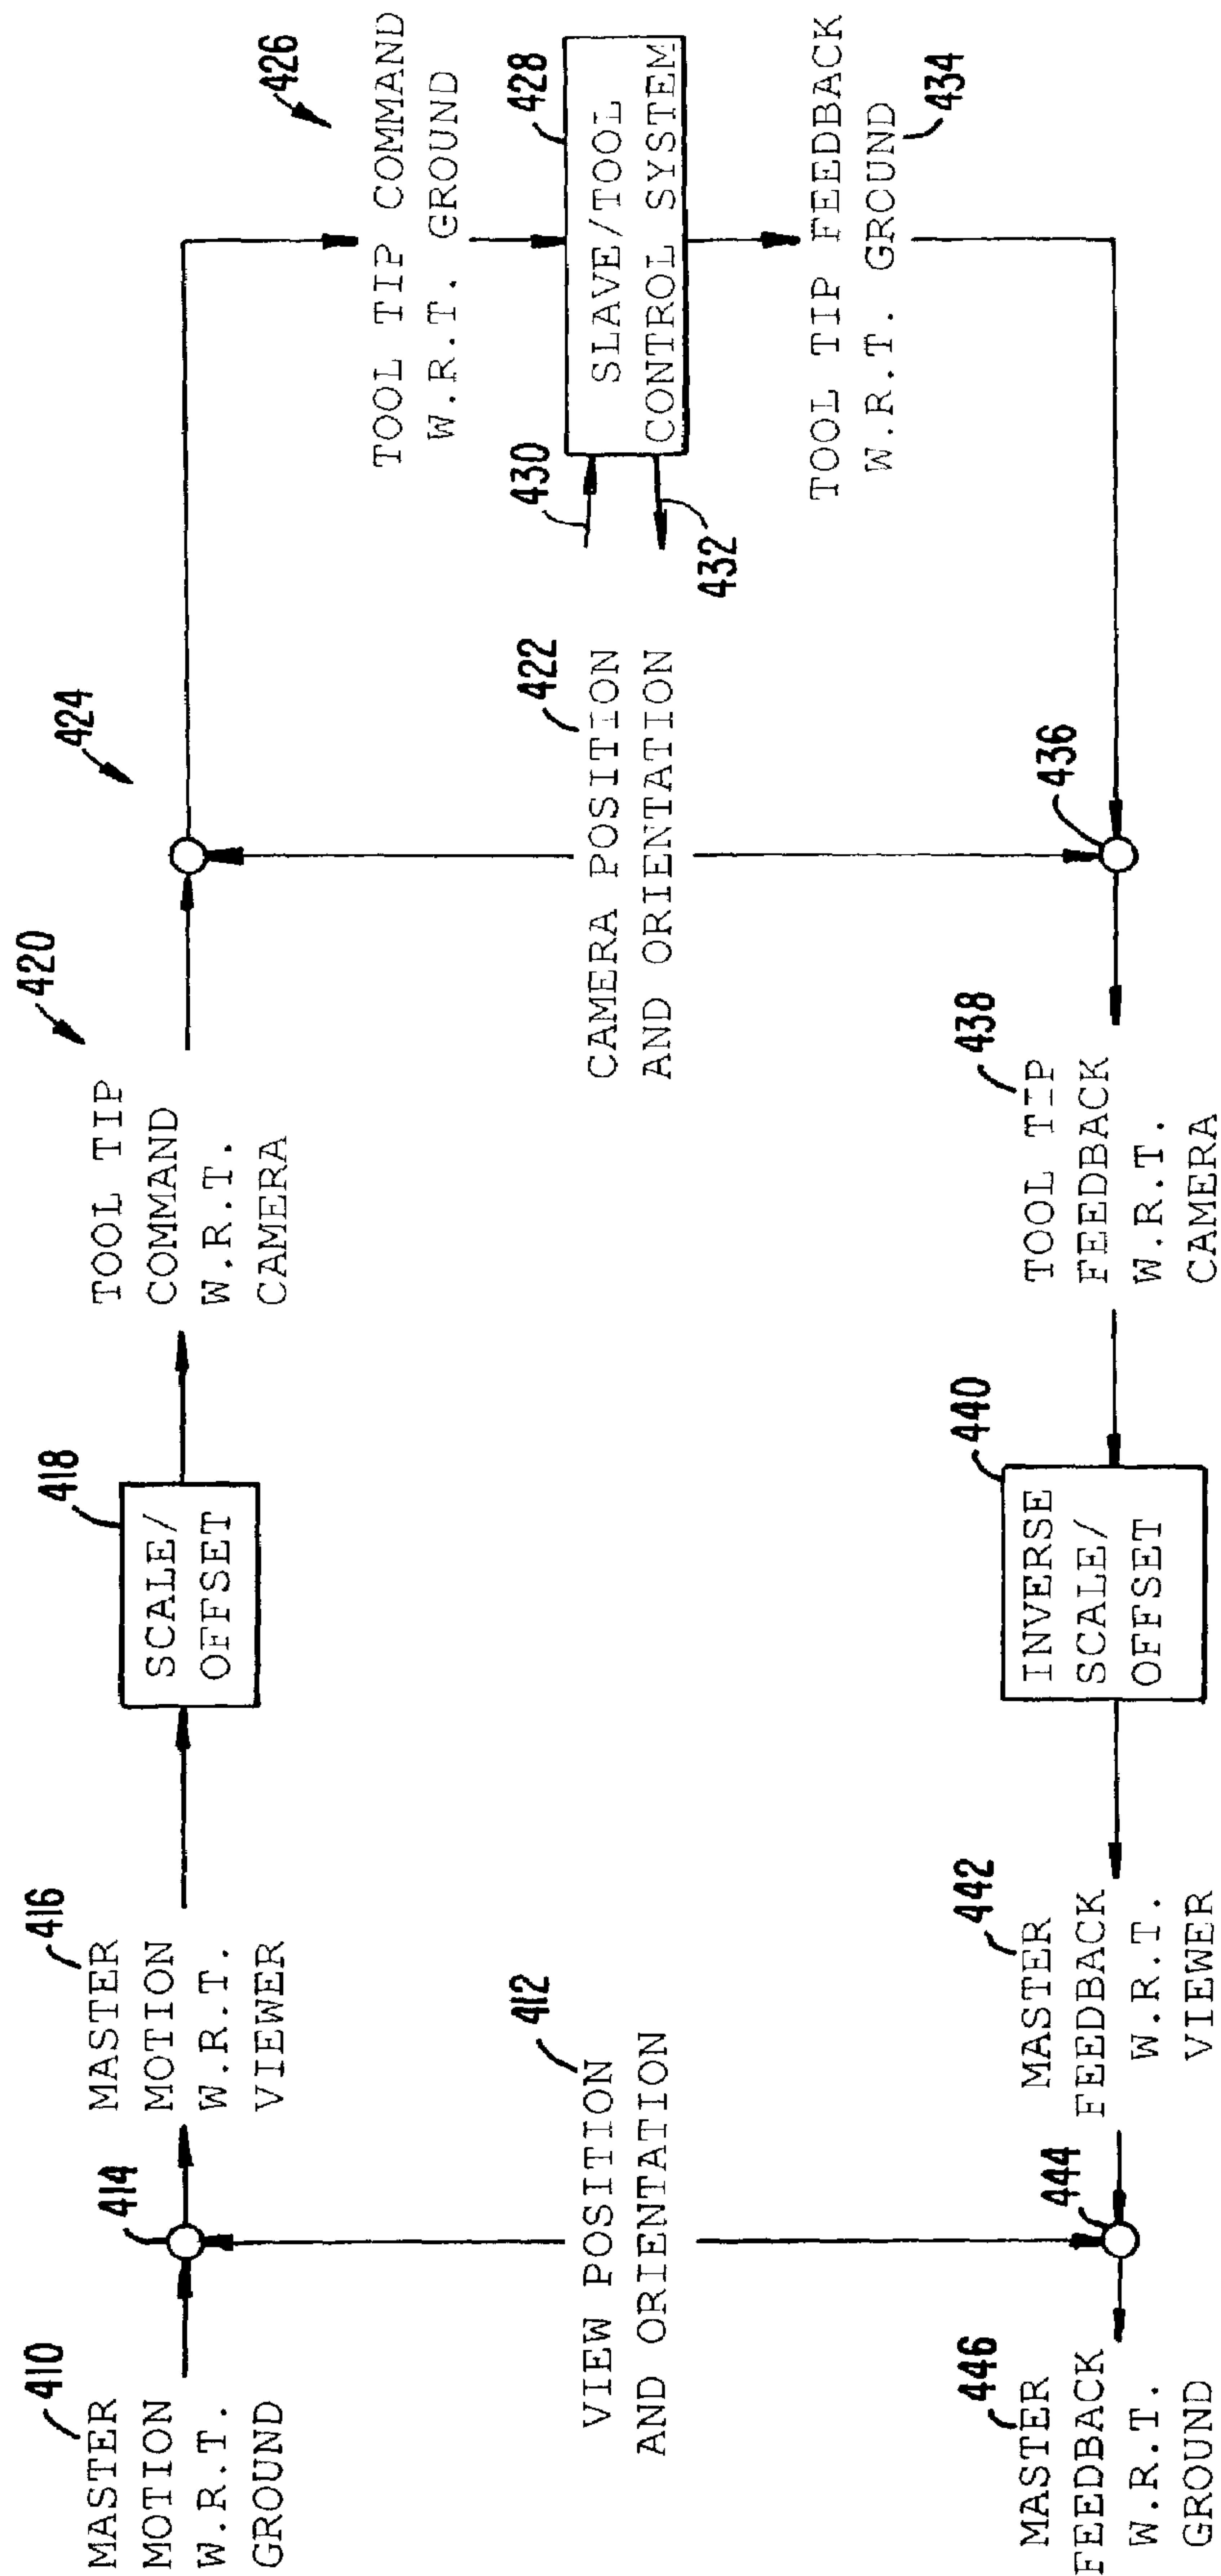 410
MASTER
MOTION
W.R.T.
GROUND
414
416
MASTER
MOTION
W.R.T.
VIEWER
418
SCALE/
OFFSET
420
TOOL TIP
COMMAND
W.R.T.
CAMERA
424
426
TOOL TIP COMMAND
W.R.T. GROUND
412
VIEW POSITION
AND ORIENTATION
422
CAMERA POSITION
AND ORIENTATION
430
432
428
SLAVE/TOOL
CONTROL SYSTEM
TOOL TIP FEEDBACK
W.R.T. GROUND
434
446
MASTER
FEEDBACK
W.R.T.
GROUND
444
442
MASTER
FEEDBACK
W.R.T.
VIEWER
440
INVERSE
SCALE/
OFFSET
438
TOOL TIP
FEEDBACK
W.R.T.
CAMERA
436